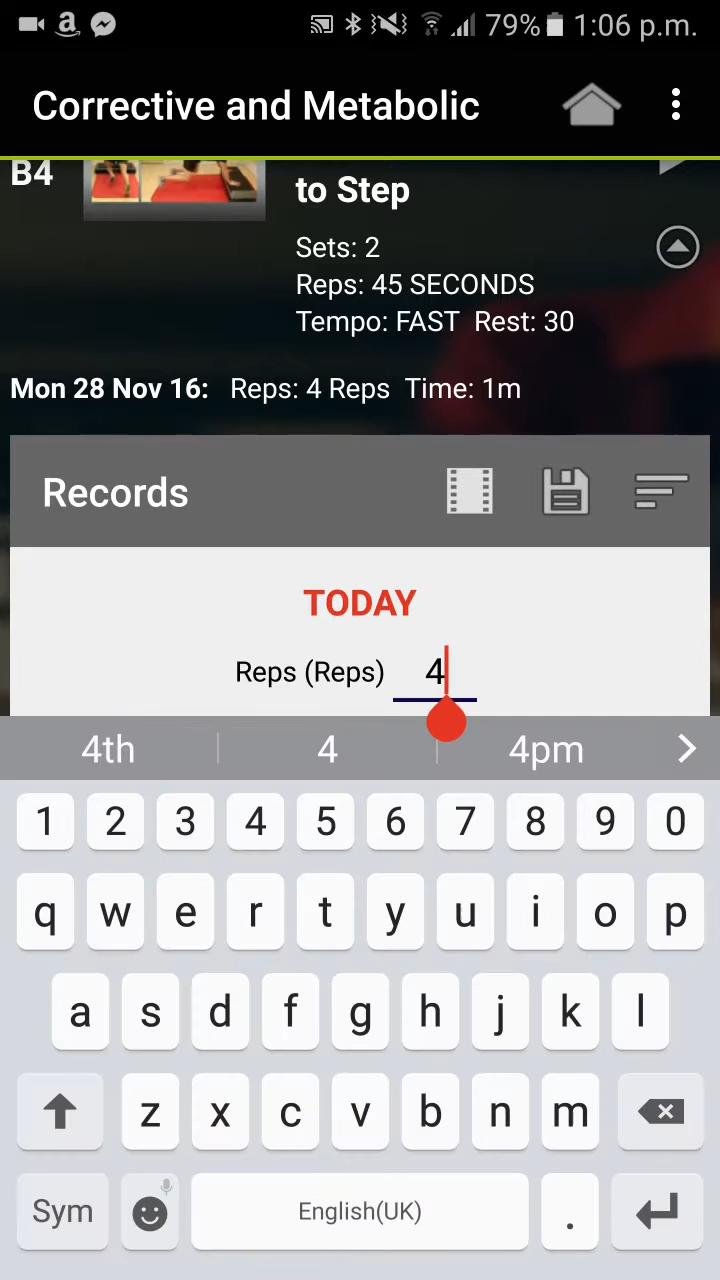 79% 1:06 p.m.
Corrective and Metabolic
B4
to Step
Sets: 2
Reps: 45 SECONDS
Tempo: FAST Rest: 30
Mon 28 Nov 16: Reps: 4 Reps Time: 1m
Records
TODAY
Reps (Reps) 4
4th 4 4pm
1 2 3 4 5 6 7 8 9 0
q w e r t y u i o p
a s d f g h j k l
z x c v b n m
Sym English(UK) .